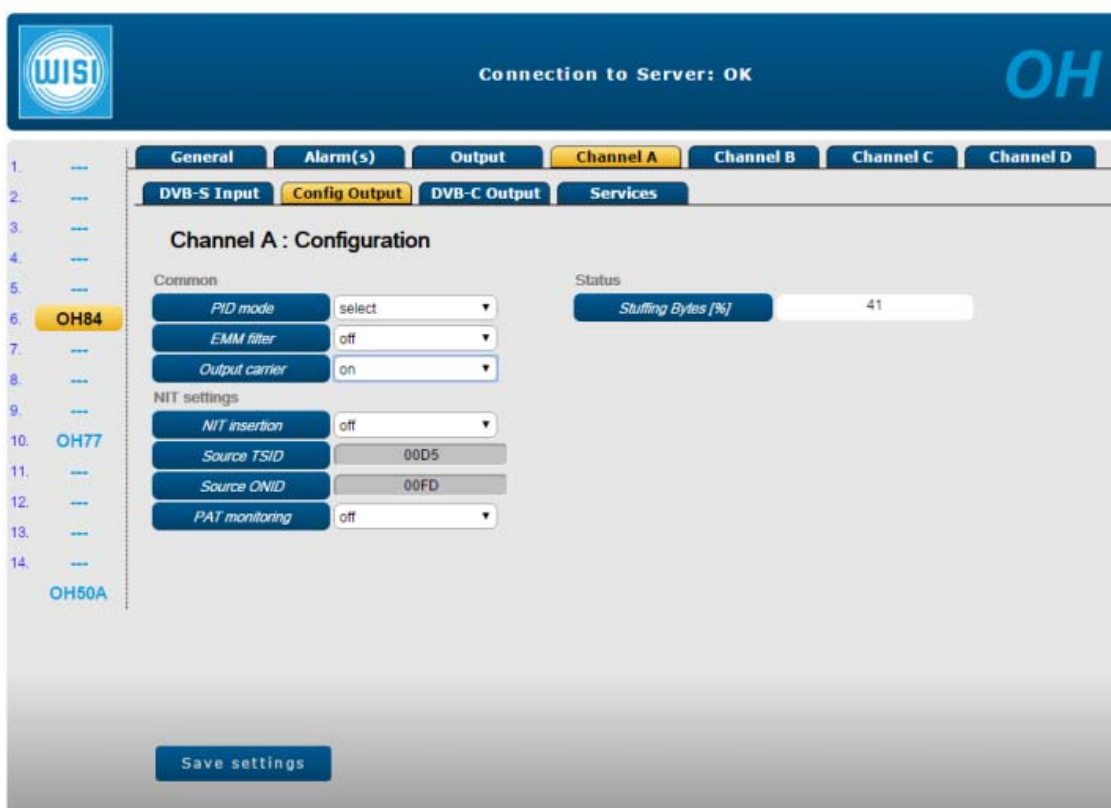 WISI
Connection to Server: OK
OH
General Alarm(s) Output Channel A Channel B Channel C Channel D
DVB-S Input Config Output DVB-C Output Services
1. ---
2. ---
3. ---
4. ---
5. ---
6. OH84
7. ---
8. ---
9. ---
10. OH77
11. ---
12. ---
13. ---
14. ---
OH50A
Channel A : Configuration
Common
PID mode select
EMM filter off
Output carrier on
NIT settings
NIT insertion off
Source TSID 00D5
Source ONID 00FD
PAT monitoring off
Status
Stuffing Bytes [%] 41
Save settings